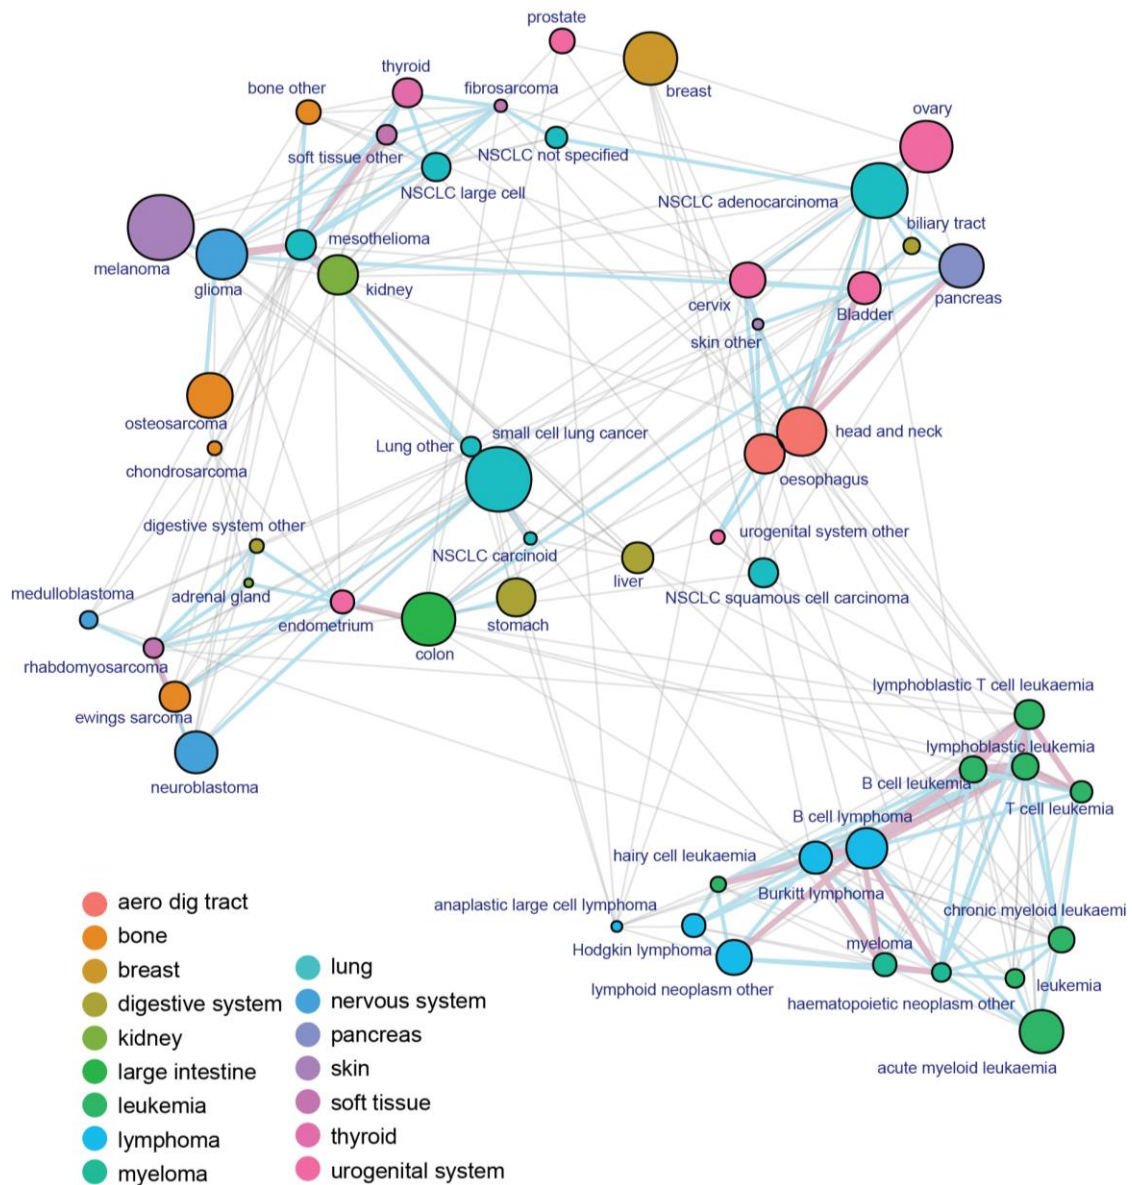 prostate
breast
thyroid
fibrosarcoma
bone other
ovary
soft tissue other
NSCLC not specified
NSCLC large cell
NSCLC adenocarcinoma
biliary tract
mesothelioma
melanoma
glioma
kidney
cervix
Bladder
pancreas
skin other
osteosarcoma
small cell lung cancer
head and neck
Lung other
chondrosarcoma
oesophagus
digestive system other
urogenital system other
NSCLC carcinoid
liver
medulloblastoma
adrenal gland
NSCLC squamous cell carcinoma
endometrium
stomach
colon
rhabdomyosarcoma
lymphoblastic T cell leukaemia
ewings sarcoma
lymphoblastic leukemia
neuroblastoma
B cell leukemia
T cell leukemia
B cell lymphoma
hairy cell leukaemia
Burkitt lymphoma
anaplastic large cell lymphoma
chronic myeloid leukaemi
Hodgkin lymphoma
myeloma
lymphoid neoplasm other
haematopoietic neoplasm other
leukemia
acute myeloid leukaemia
aero dig tract
bone
breast
digestive system
kidney
large intestine
leukemia
lymphoma
myeloma
lung
nervous system
pancreas
skin
soft tissue
thyroid
urogenital system